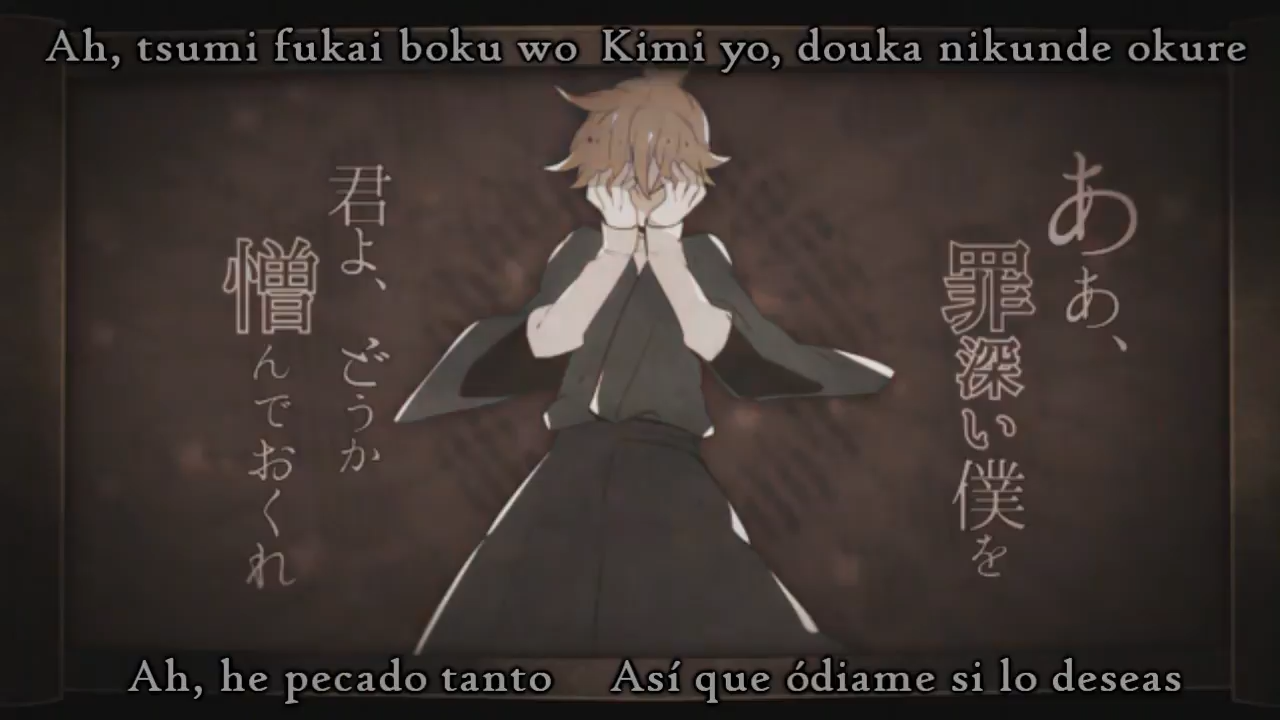 Ah, tsumi fukai boku wo Kimi yo, douka nikunde okure
ああ、
罪深い僕を
君よ、どうか
憎んでおくれ
Ah, he pecado tanto Así que ódiame si lo deseas